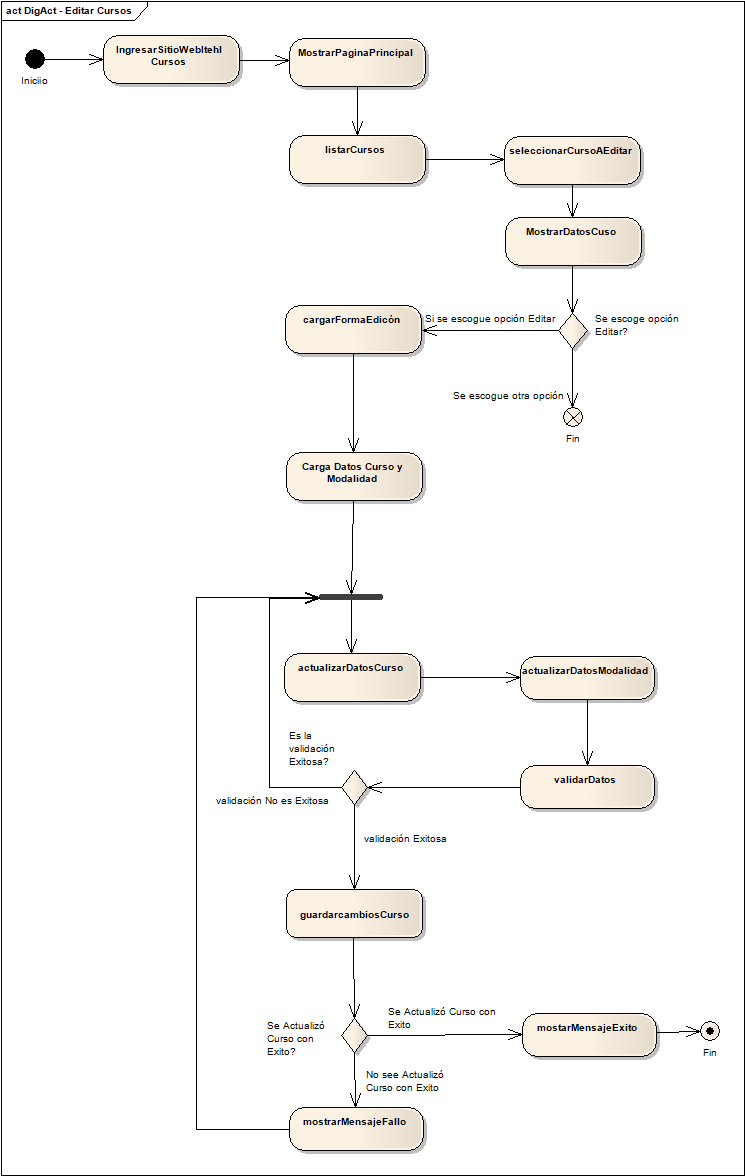 act DigAct - Editar Cursos
Iniciio
IngresarSitioWebItehl
Cursos
MostrarPaginaPrincipal
listarCursos
seleccionarCursoAEditar
MostrarDatosCuso
cargarFormaEdicón
Si se escogue opción Editar
Se escoge opción
Editar?
Se escogue otra opción
Fin
Carga Datos Curso y
Modalidad
actualizarDatosCurso
actualizarDatosModalidad
Es la
validación
Exitosa?
validarDatos
validación No es Exitosa
validación Exitosa
guardarcambiosCurso
Se Actualizó
Curso con
Exito?
Se Actualizó Curso con
Exito
mostarMensajeExito
Fin
No see Actualizó
Curso con Exito
mostrarMensajeFallo